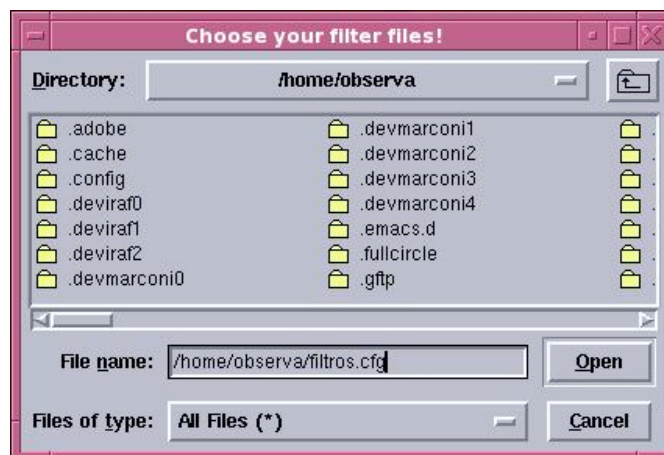 Choose your filter files!
Directory: /home/observa
.adobe .devmarconi1 .
.cache .devmarconi2 .
.config .devmarconi3 .
.deviraf0 .devmarconi4 .
.deviraf1 .emacs.d .
.deviraf2 .fullcircle .
.devmarconi0 .gftp .
File name: /home/observa/filtros.cfg Open
Files of type: All Files (*) Cancel